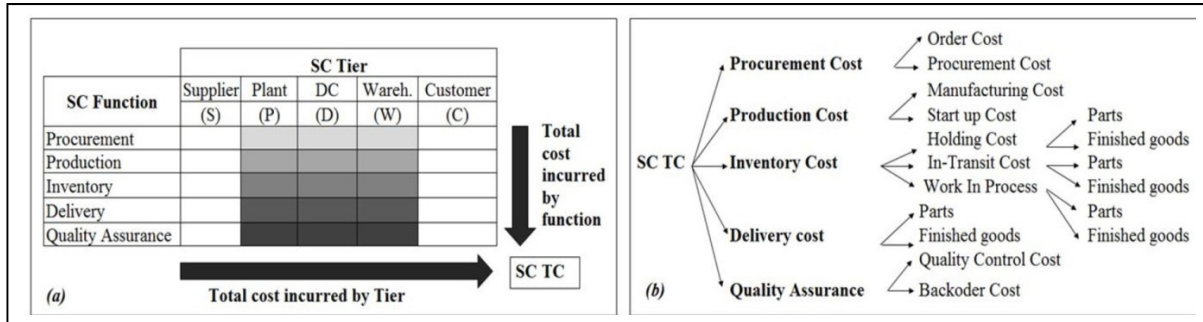 SC Tier
SC Function
Supplier Plant DC Wareh. Customer
(S) (P) (D) (W) (C)
Procurement
Production
Inventory
Delivery
Quality Assurance
Total
cost
incurred
by
function
SC TC
Total cost incurred by Tier
(a)
SC TC
Procurement Cost
Order Cost
Procurement Cost
Production Cost
Manufacturing Cost
Start up Cost
Inventory Cost
Holding Cost
Parts
Finished goods
In-Transit Cost
Parts
Finished goods
Work In Process
Parts
Finished goods
Delivery cost
Parts
Finished goods
Quality Assurance
Quality Control Cost
Backoder Cost
(b)